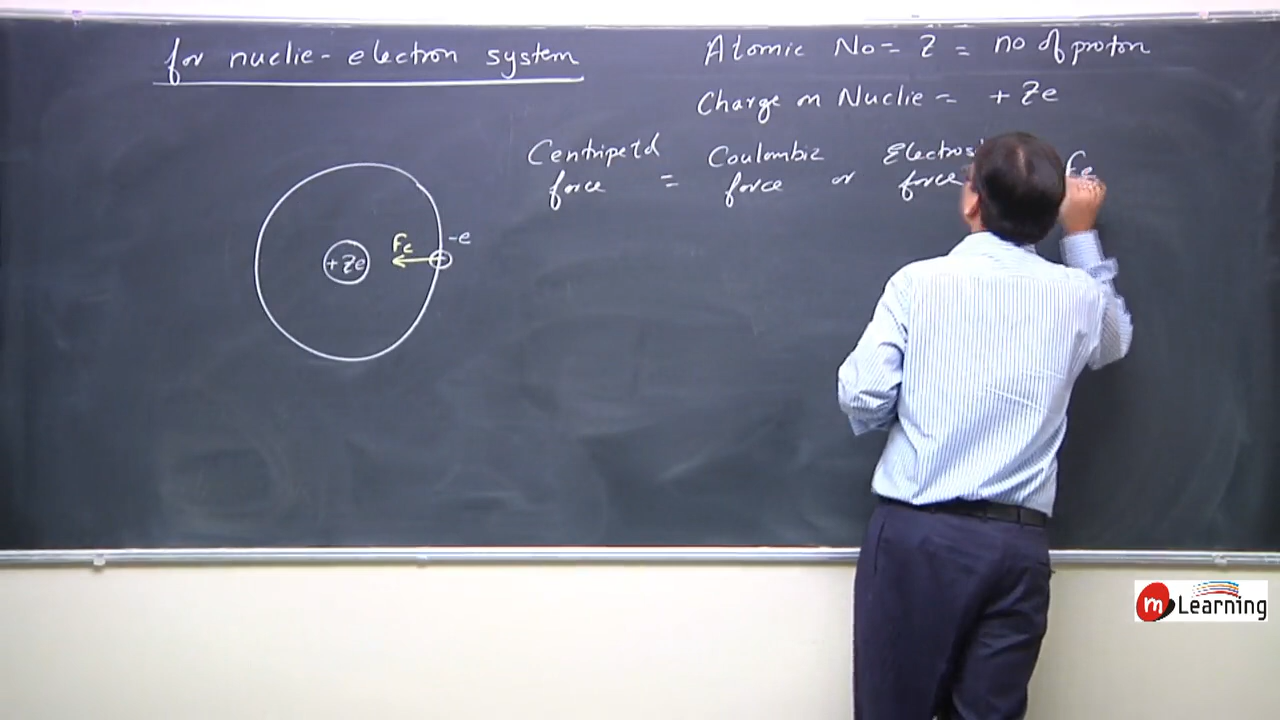 for nuclie - electron system
Atomic No = Z = no of proton
Charge on Nuclie = + Ze
Centripetal force = Coulombic force or force
Fe
+Ze
Fc
-e
m Learning